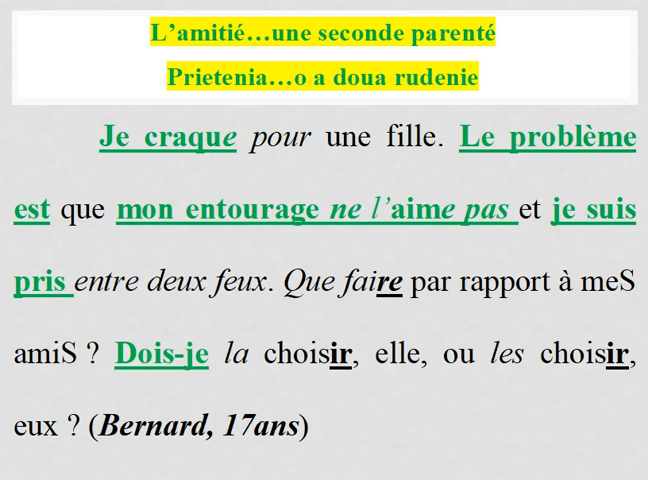 L’amitié…une seconde parenté
Prietenia…o a doua rudenie
Je craque pour une fille. Le problème
est que mon entourage ne l’aime pas et je suis
pris entre deux feux. Que faire par rapport à meS
amiS ? Dois-je la choisir, elle, ou les choisir,
eux ? (Bernard, 17ans)